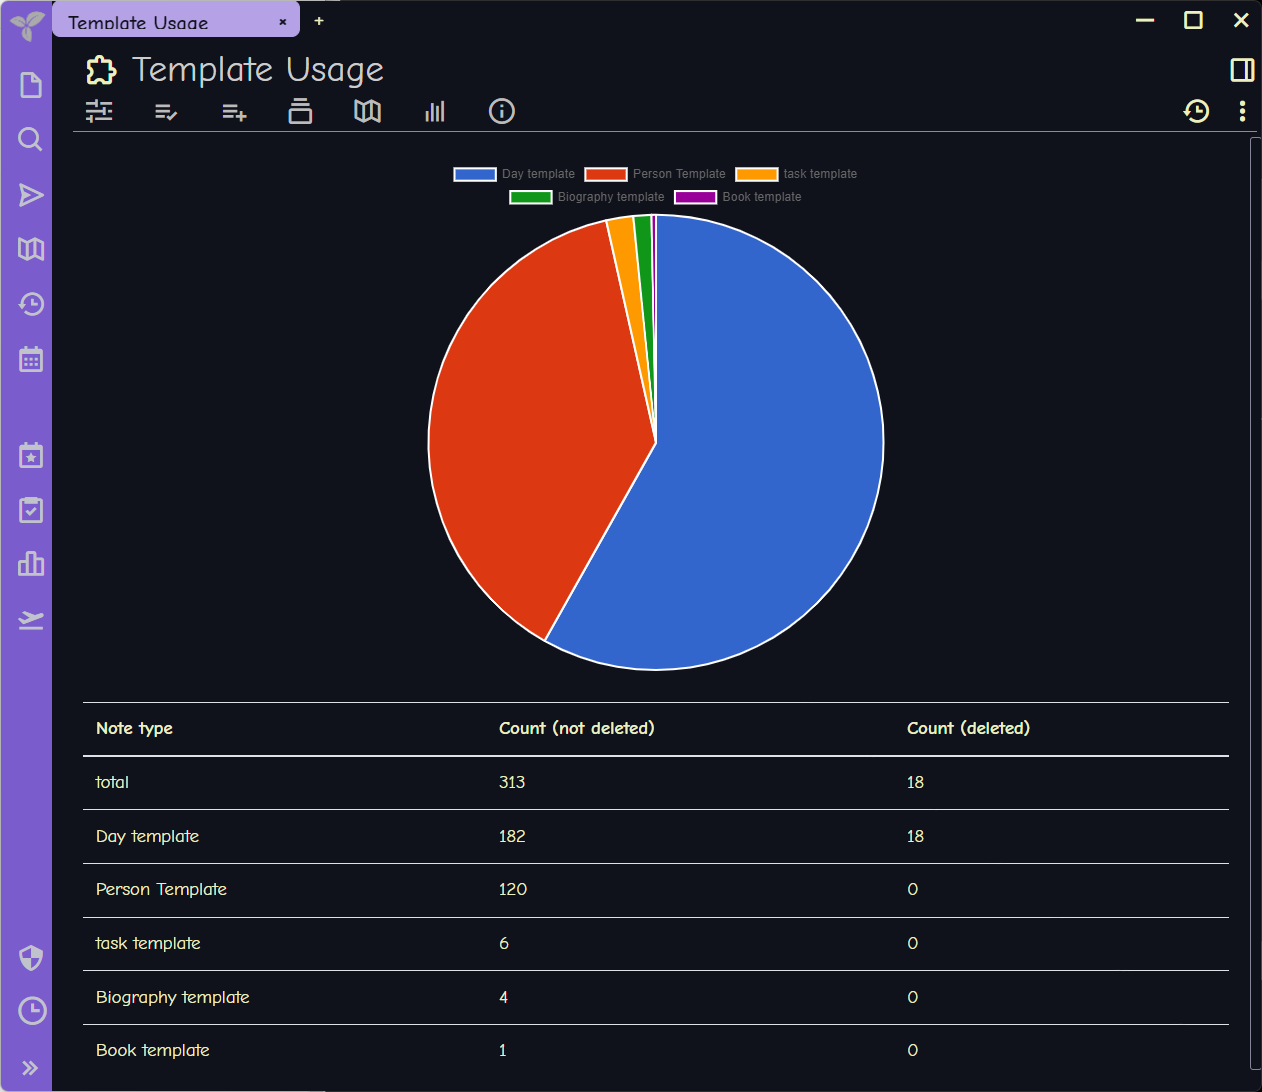 Template Usage × +
Template Usage
Day template Person Template task template
Biography template Book template
Note type Count (not deleted) Count (deleted)
total 313 18
Day template 182 18
Person Template 120 0
task template 6 0
Biography template 4 0
Book template 1 0